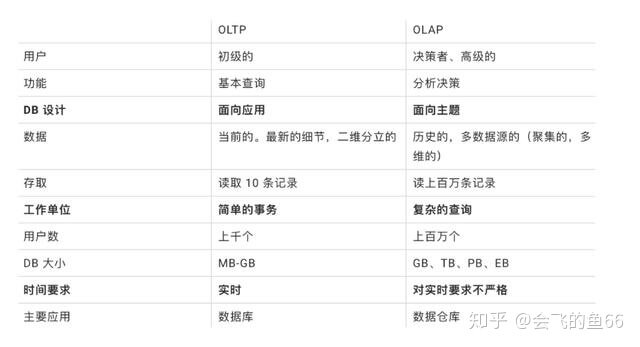 OLTP OLAP
用户 初级的 决策者、高级的
功能 基本查询 分析决策
DB 设计 面向应用 面向主题
数据 当前的。最新的细节，二维分立的 历史的，多数据源的（聚集的，多
维的）
存取 读取 10 条记录 读上百万条记录
工作单位 简单的事务 复杂的查询
用户数 上千个 上百万个
DB 大小 MB-GB GB、TB、PB、EB
时间要求 实时 对实时要求不严格
主要应用 数据库 数据仓库
知乎 @会飞的鱼66